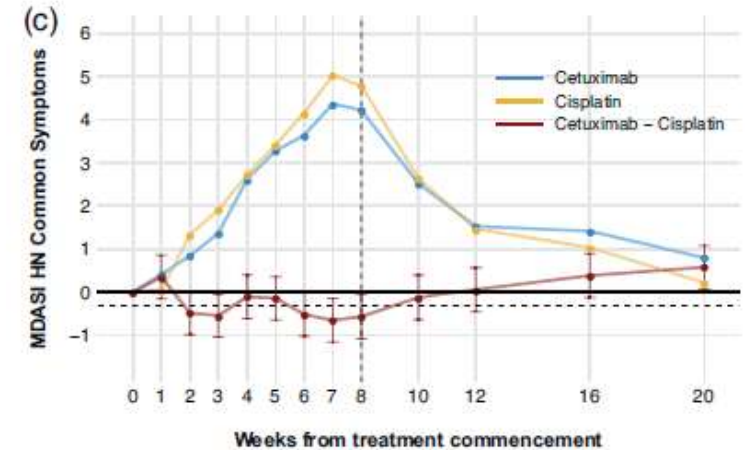 (c)
MDASI HN Common Symptoms
6
5
4
3
2
1
0
−1
Cetuximab
Cisplatin
Cetuximab − Cisplatin
0 1 2 3 4 5 6 7 8 10 12 16 20
Weeks from treatment commencement